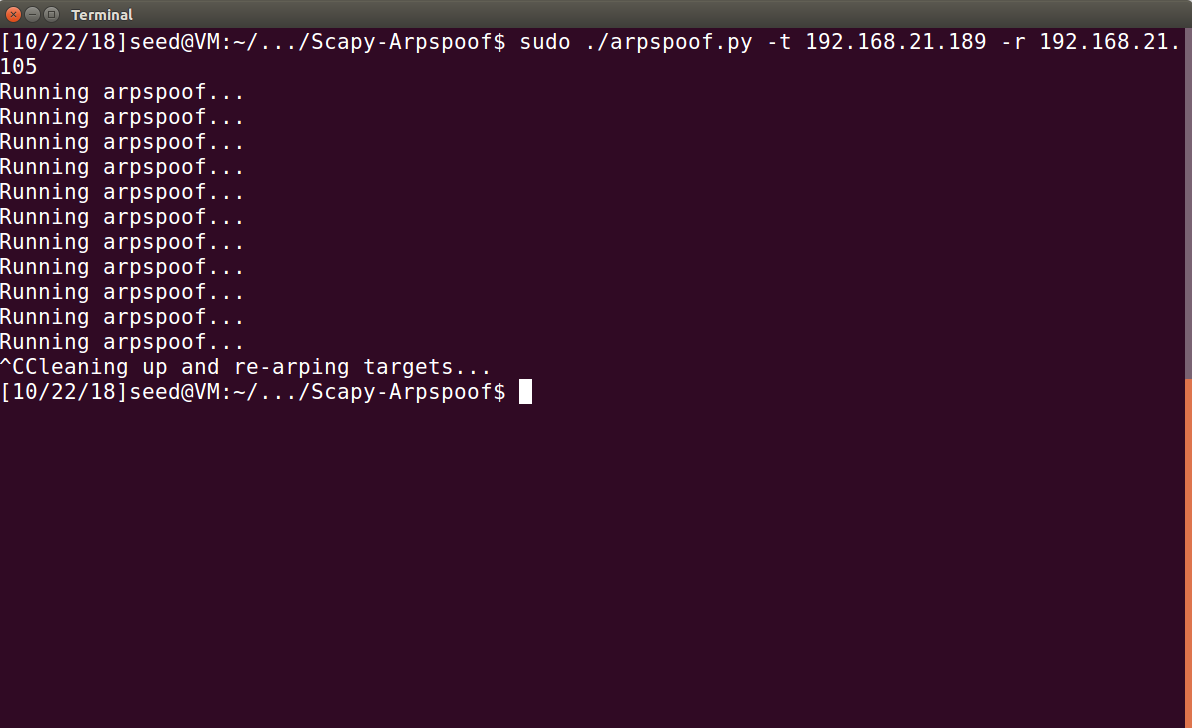 Terminal
[10/22/18]seed@VM:~/.../Scapy-Arpspoof$ sudo ./arpspoof.py -t 192.168.21.189 -r 192.168.21.
105
Running arpspoof...
Running arpspoof...
Running arpspoof...
Running arpspoof...
Running arpspoof...
Running arpspoof...
Running arpspoof...
Running arpspoof...
Running arpspoof...
Running arpspoof...
Running arpspoof...
^CCleaning up and re-arping targets...
[10/22/18]seed@VM:~/.../Scapy-Arpspoof$